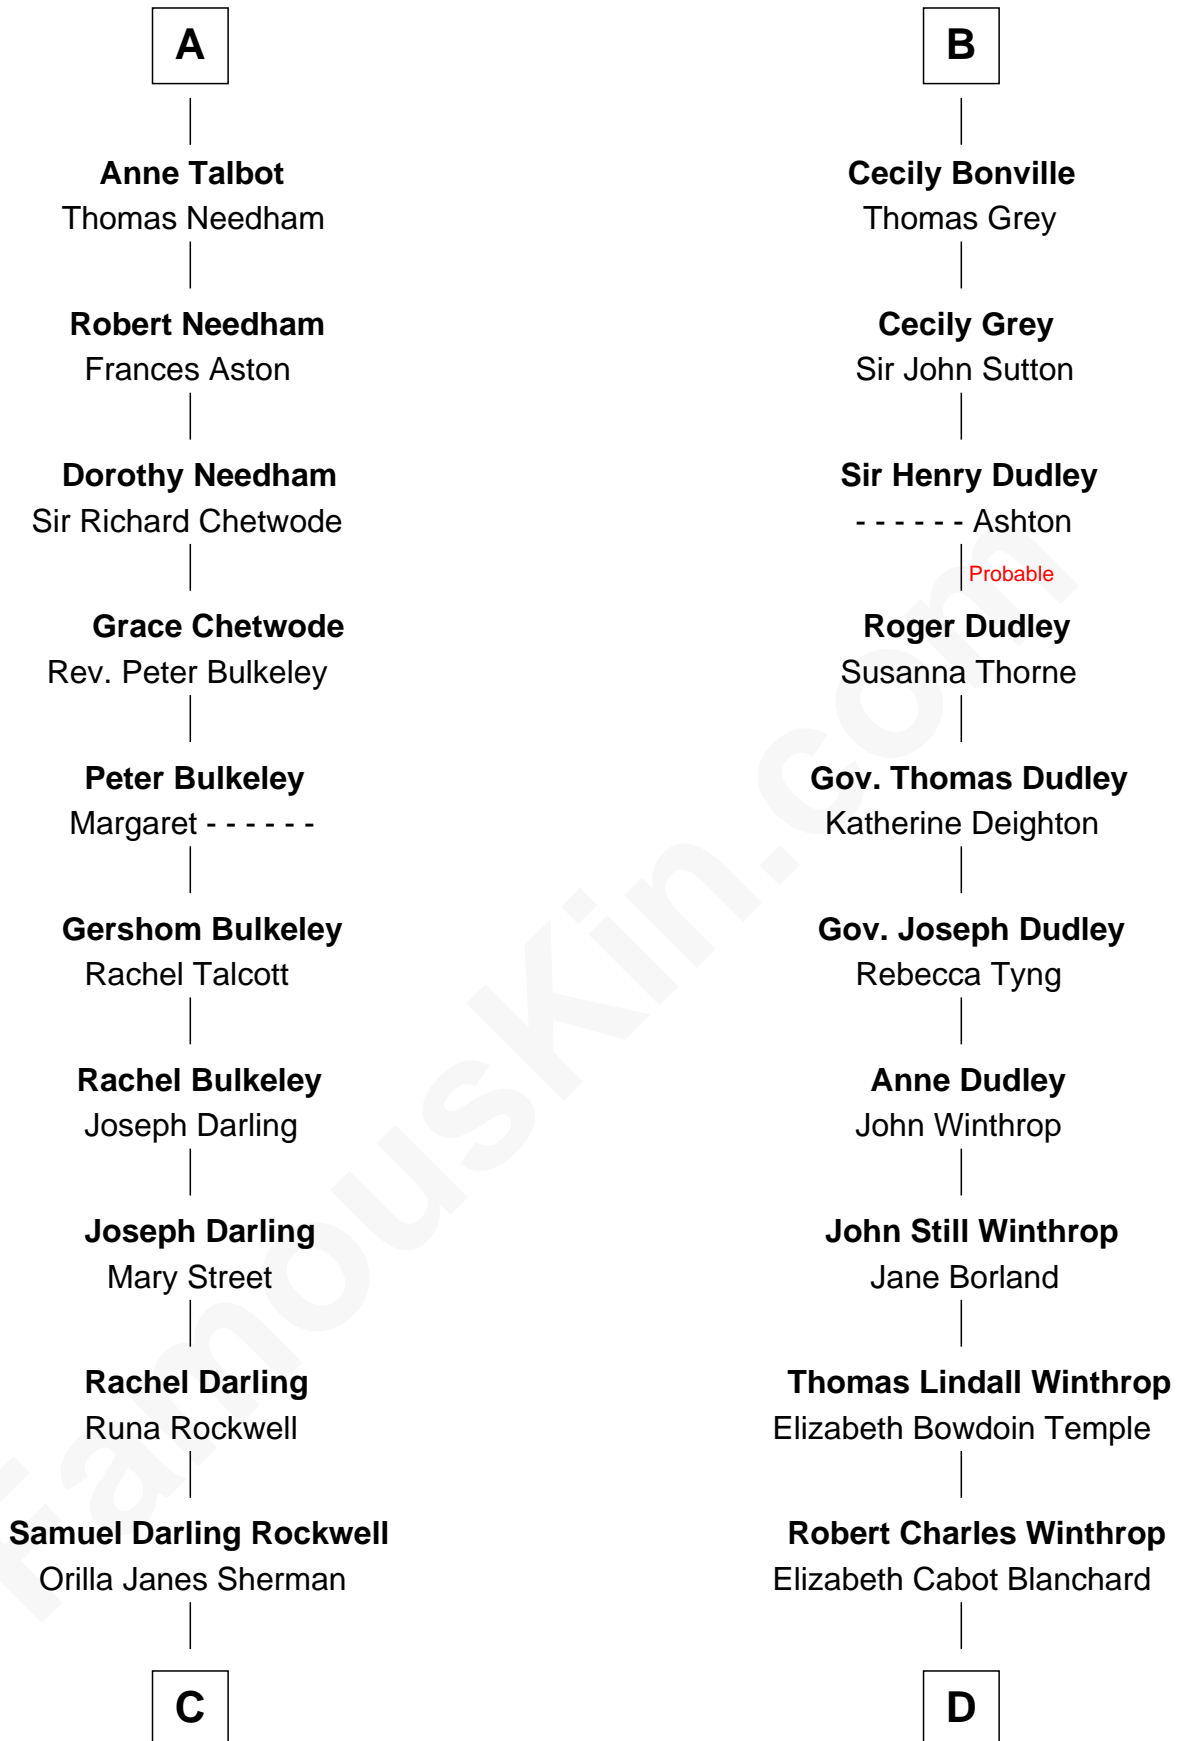 A
Anne Talbot
Thomas Needham
Robert Needham
Frances Aston
Dorothy Needham
Sir Richard Chetwode
Grace Chetwode
Rev. Peter Bulkeley
Peter Bulkeley
Margaret - - - - - -
Gershom Bulkeley
Rachel Talcott
Rachel Bulkeley
Joseph Darling
Joseph Darling
Mary Street
Rachel Darling
Runa Rockwell
Samuel Darling Rockwell
Orilla Janes Sherman
C
B
Cecily Bonville
Thomas Grey
Cecily Grey
Sir John Sutton
Sir Henry Dudley
- - - - - - Ashton
Probable
Roger Dudley
Susanna Thorne
Gov. Thomas Dudley
Katherine Deighton
Gov. Joseph Dudley
Rebecca Tyng
Anne Dudley
John Winthrop
John Still Winthrop
Jane Borland
Thomas Lindall Winthrop
Elizabeth Bowdoin Temple
Robert Charles Winthrop
Elizabeth Cabot Blanchard
D
FamousKin.com